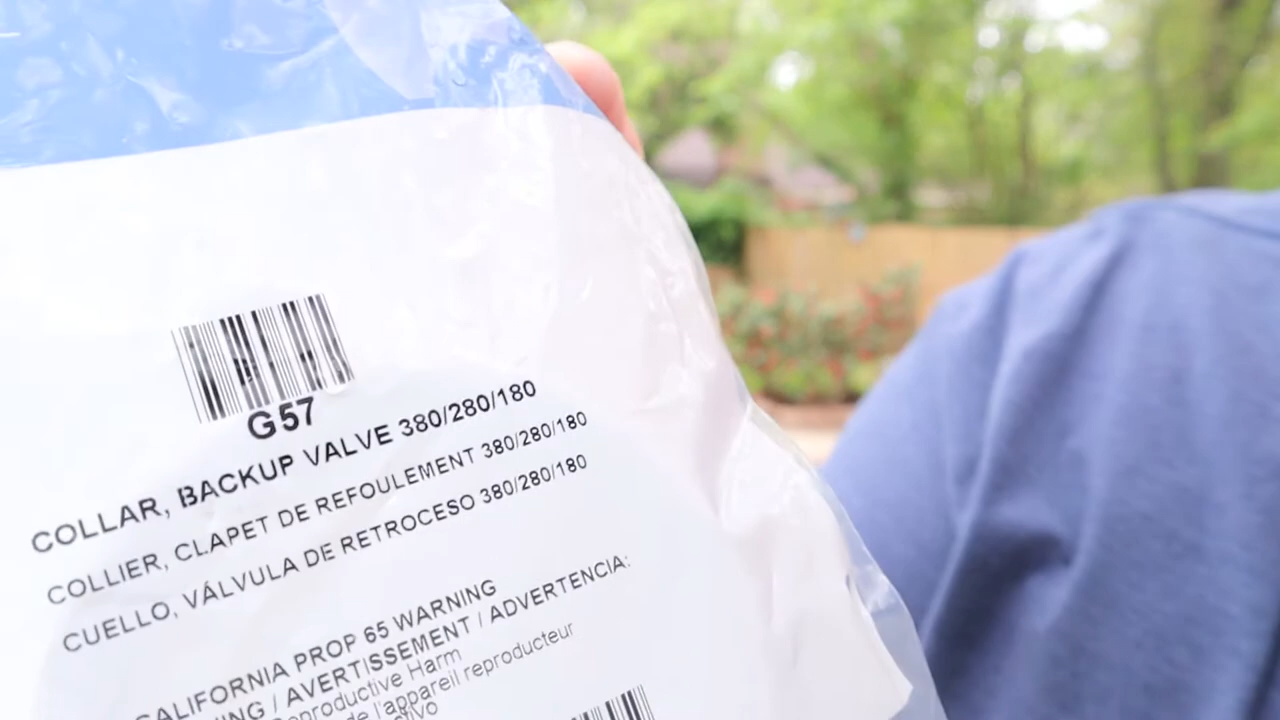 G57
COLLAR, BACKUP VALVE 380/280/180
COLLIER, CLAPET DE REFOULEMENT 380/280/180
CUELLO, VÁLVULA DE RETROCESO 380/280/180
CALIFORNIA PROP 65 WARNING
/ AVERTISSEMENT / ADVERTENCIA:
Reproductive Harm
de l'appareil reproducteur